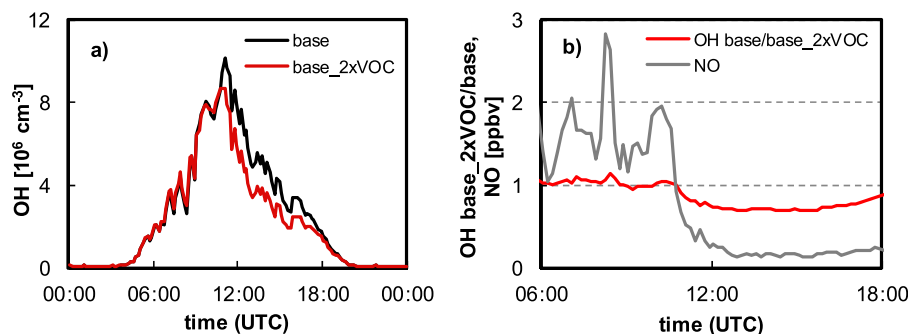 a)
base
base_2xVOC
OH [10⁶ cm⁻³]
12
8
4
0
00:00 06:00 12:00 18:00 00:00
time (UTC)
b)
OH base/base_2xVOC
NO
OH base_2xVOC/base,
NO [ppbv]
3
2
1
0
06:00 12:00 18:00
time (UTC)